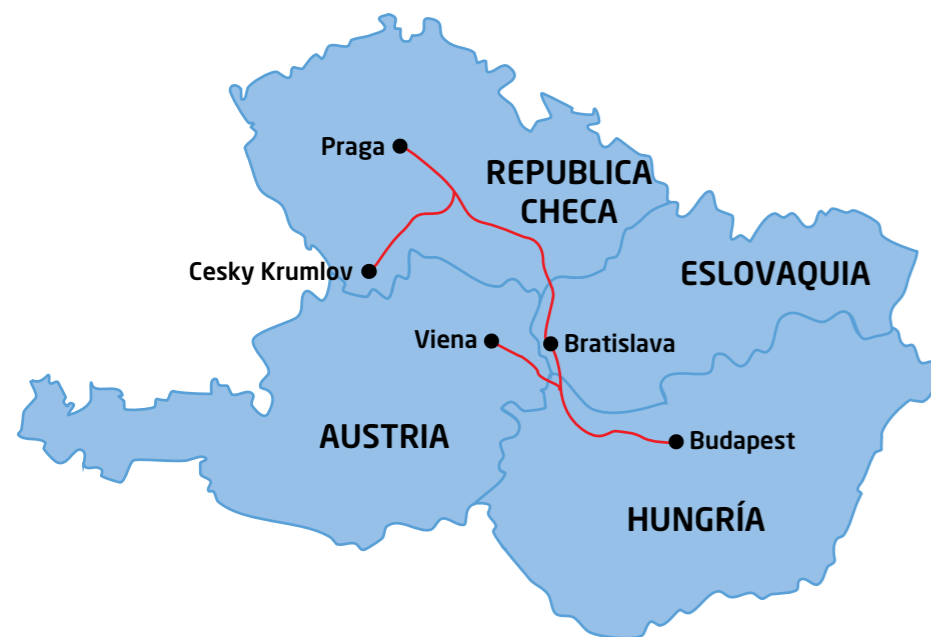 Praga
REPUBLICA
CHECA
Cesky Krumlov
ESLOVAQUIA
Viena
Bratislava
AUSTRIA
Budapest
HUNGRÍA